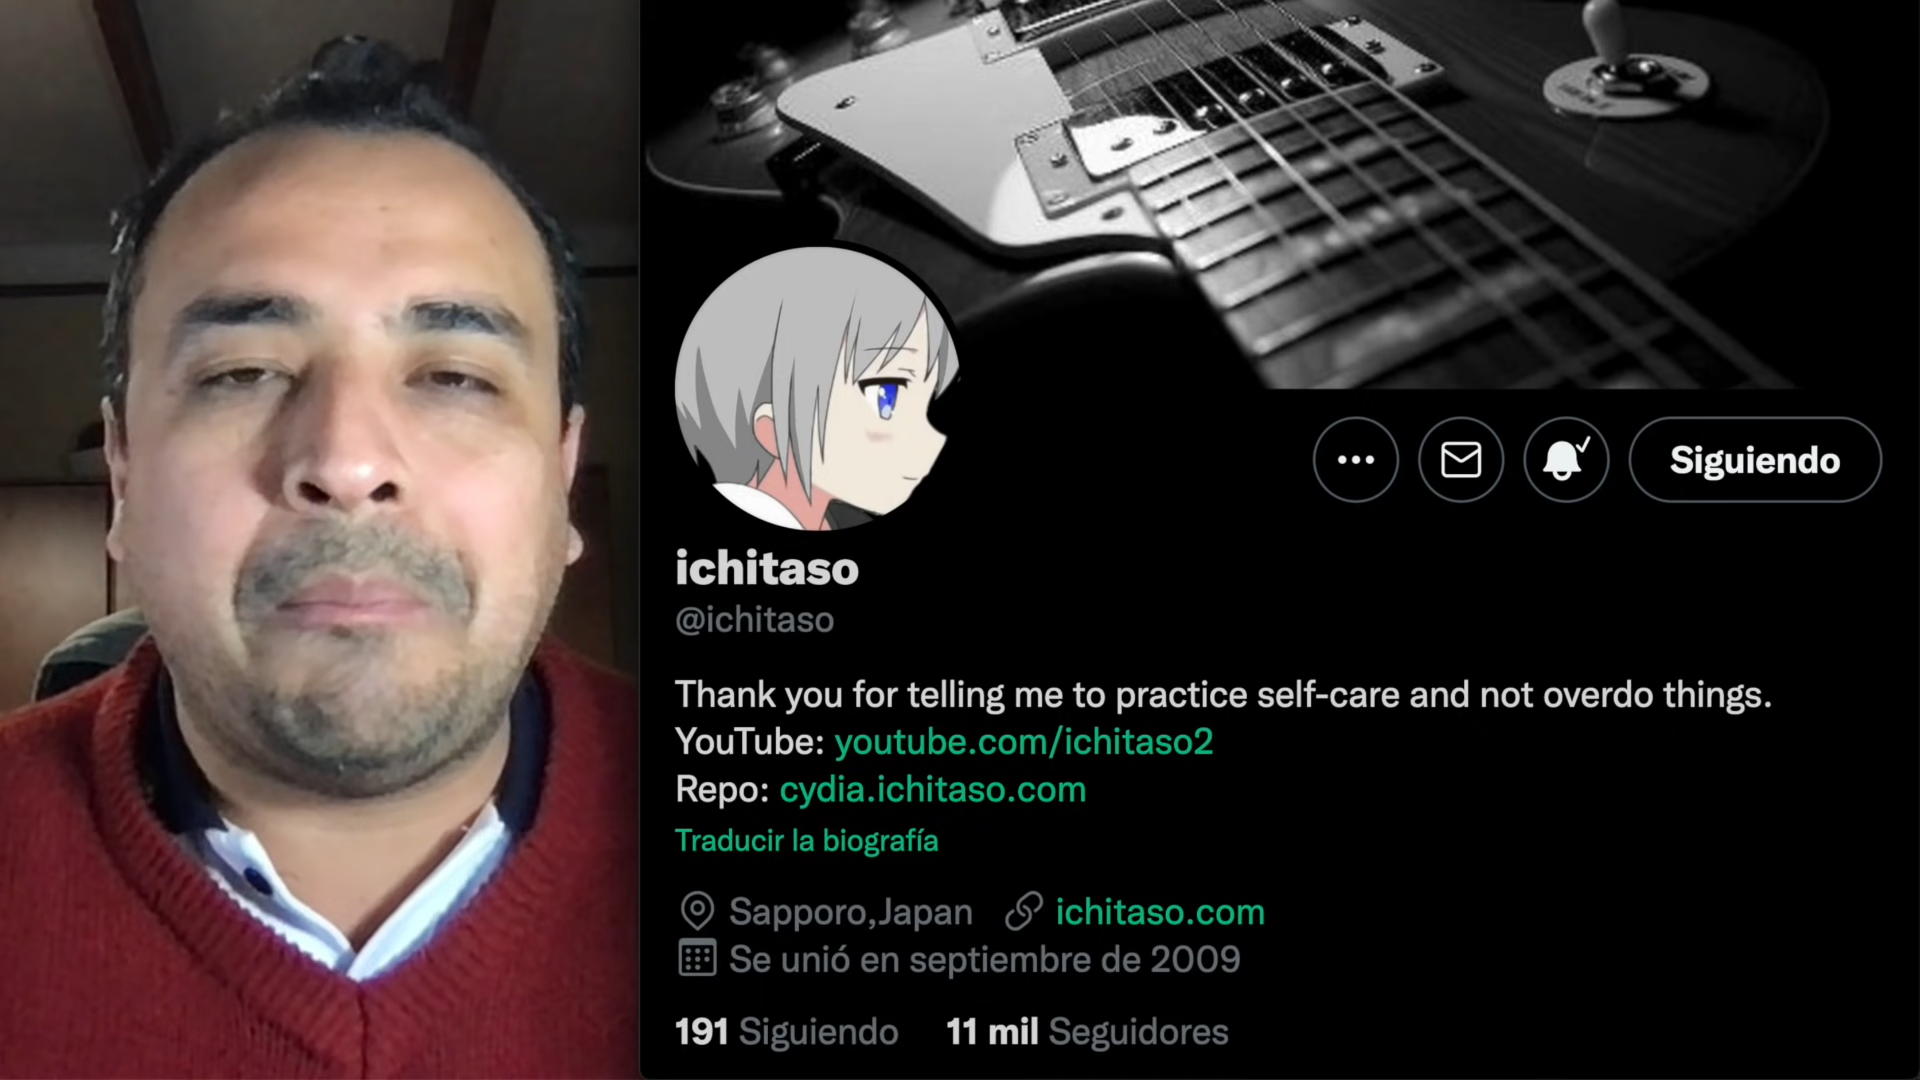 Siguiendo
ichitaso
@ichitaso
Thank you for telling me to practice self-care and not overdo things.
YouTube: youtube.com/ichitaso2
Repo: cydia.ichitaso.com
Traducir la biografía
Sapporo,Japan ichitaso.com
Se unió en septiembre de 2009
191 Siguiendo 11 mil Seguidores